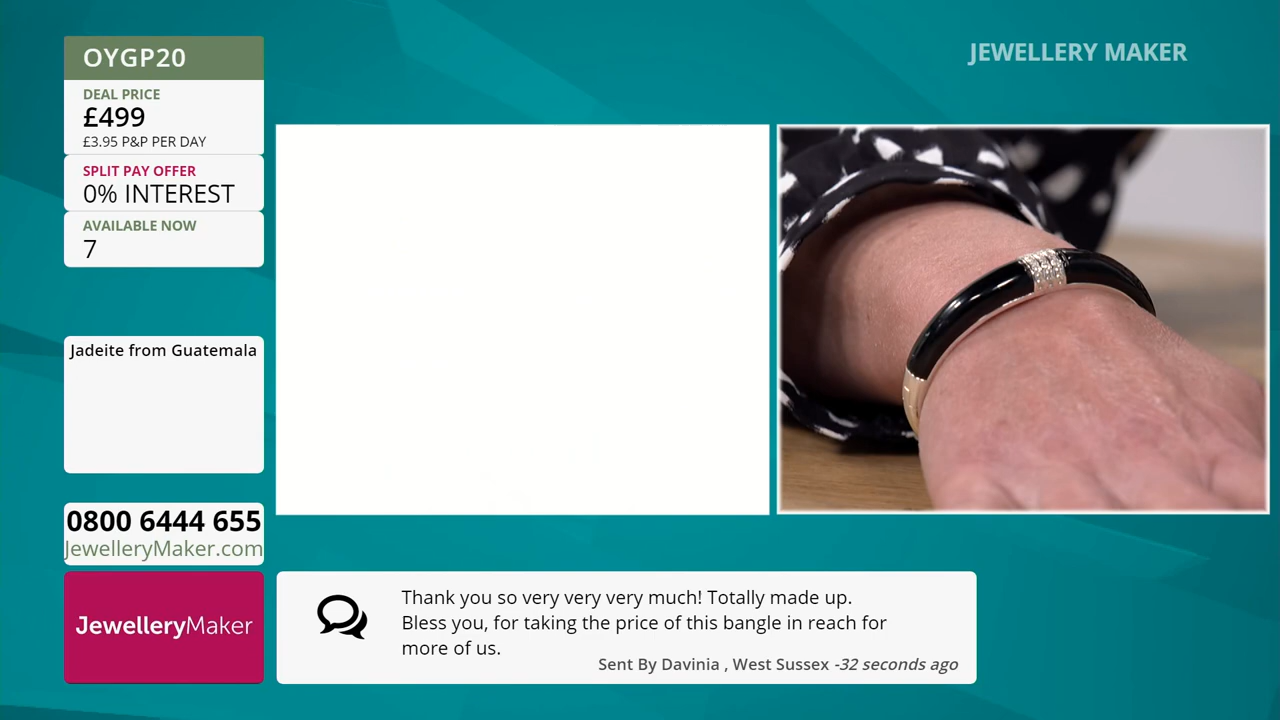 OYGP20
DEAL PRICE
£499
£3.95 P&P PER DAY
SPLIT PAY OFFER
0% INTEREST
AVAILABLE NOW
7
Jadeite from Guatemala
0800 6444 655
JewelleryMaker.com
JewelleryMaker
JEWELLERY MAKER
Thank you so very very very much! Totally made up.
Bless you, for taking the price of this bangle in reach for
more of us.
Sent By Davinia , West Sussex -32 seconds ago